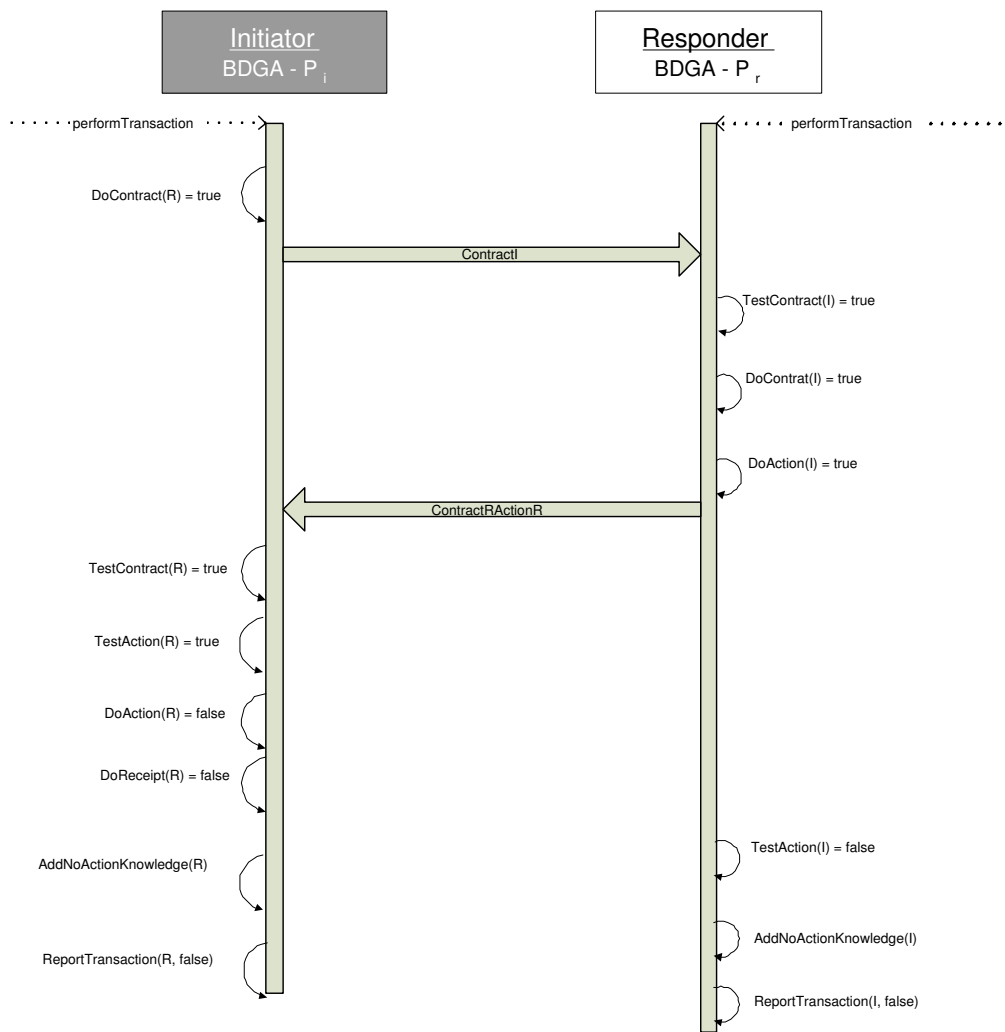 Initiator
BDGA - P i
Responder
BDGA - P r
performTransaction
performTransaction
DoContract(R) = true
ContractI
TestContract(I) = true
DoContrat(I) = true
DoAction(I) = true
ContractRActionR
TestContract(R) = true
TestAction(R) = true
DoAction(R) = false
DoReceipt(R) = false
TestAction(I) = false
AddNoActionKnowledge(R)
AddNoActionKnowledge(I)
ReportTransaction(R, false)
ReportTransaction(I, false)